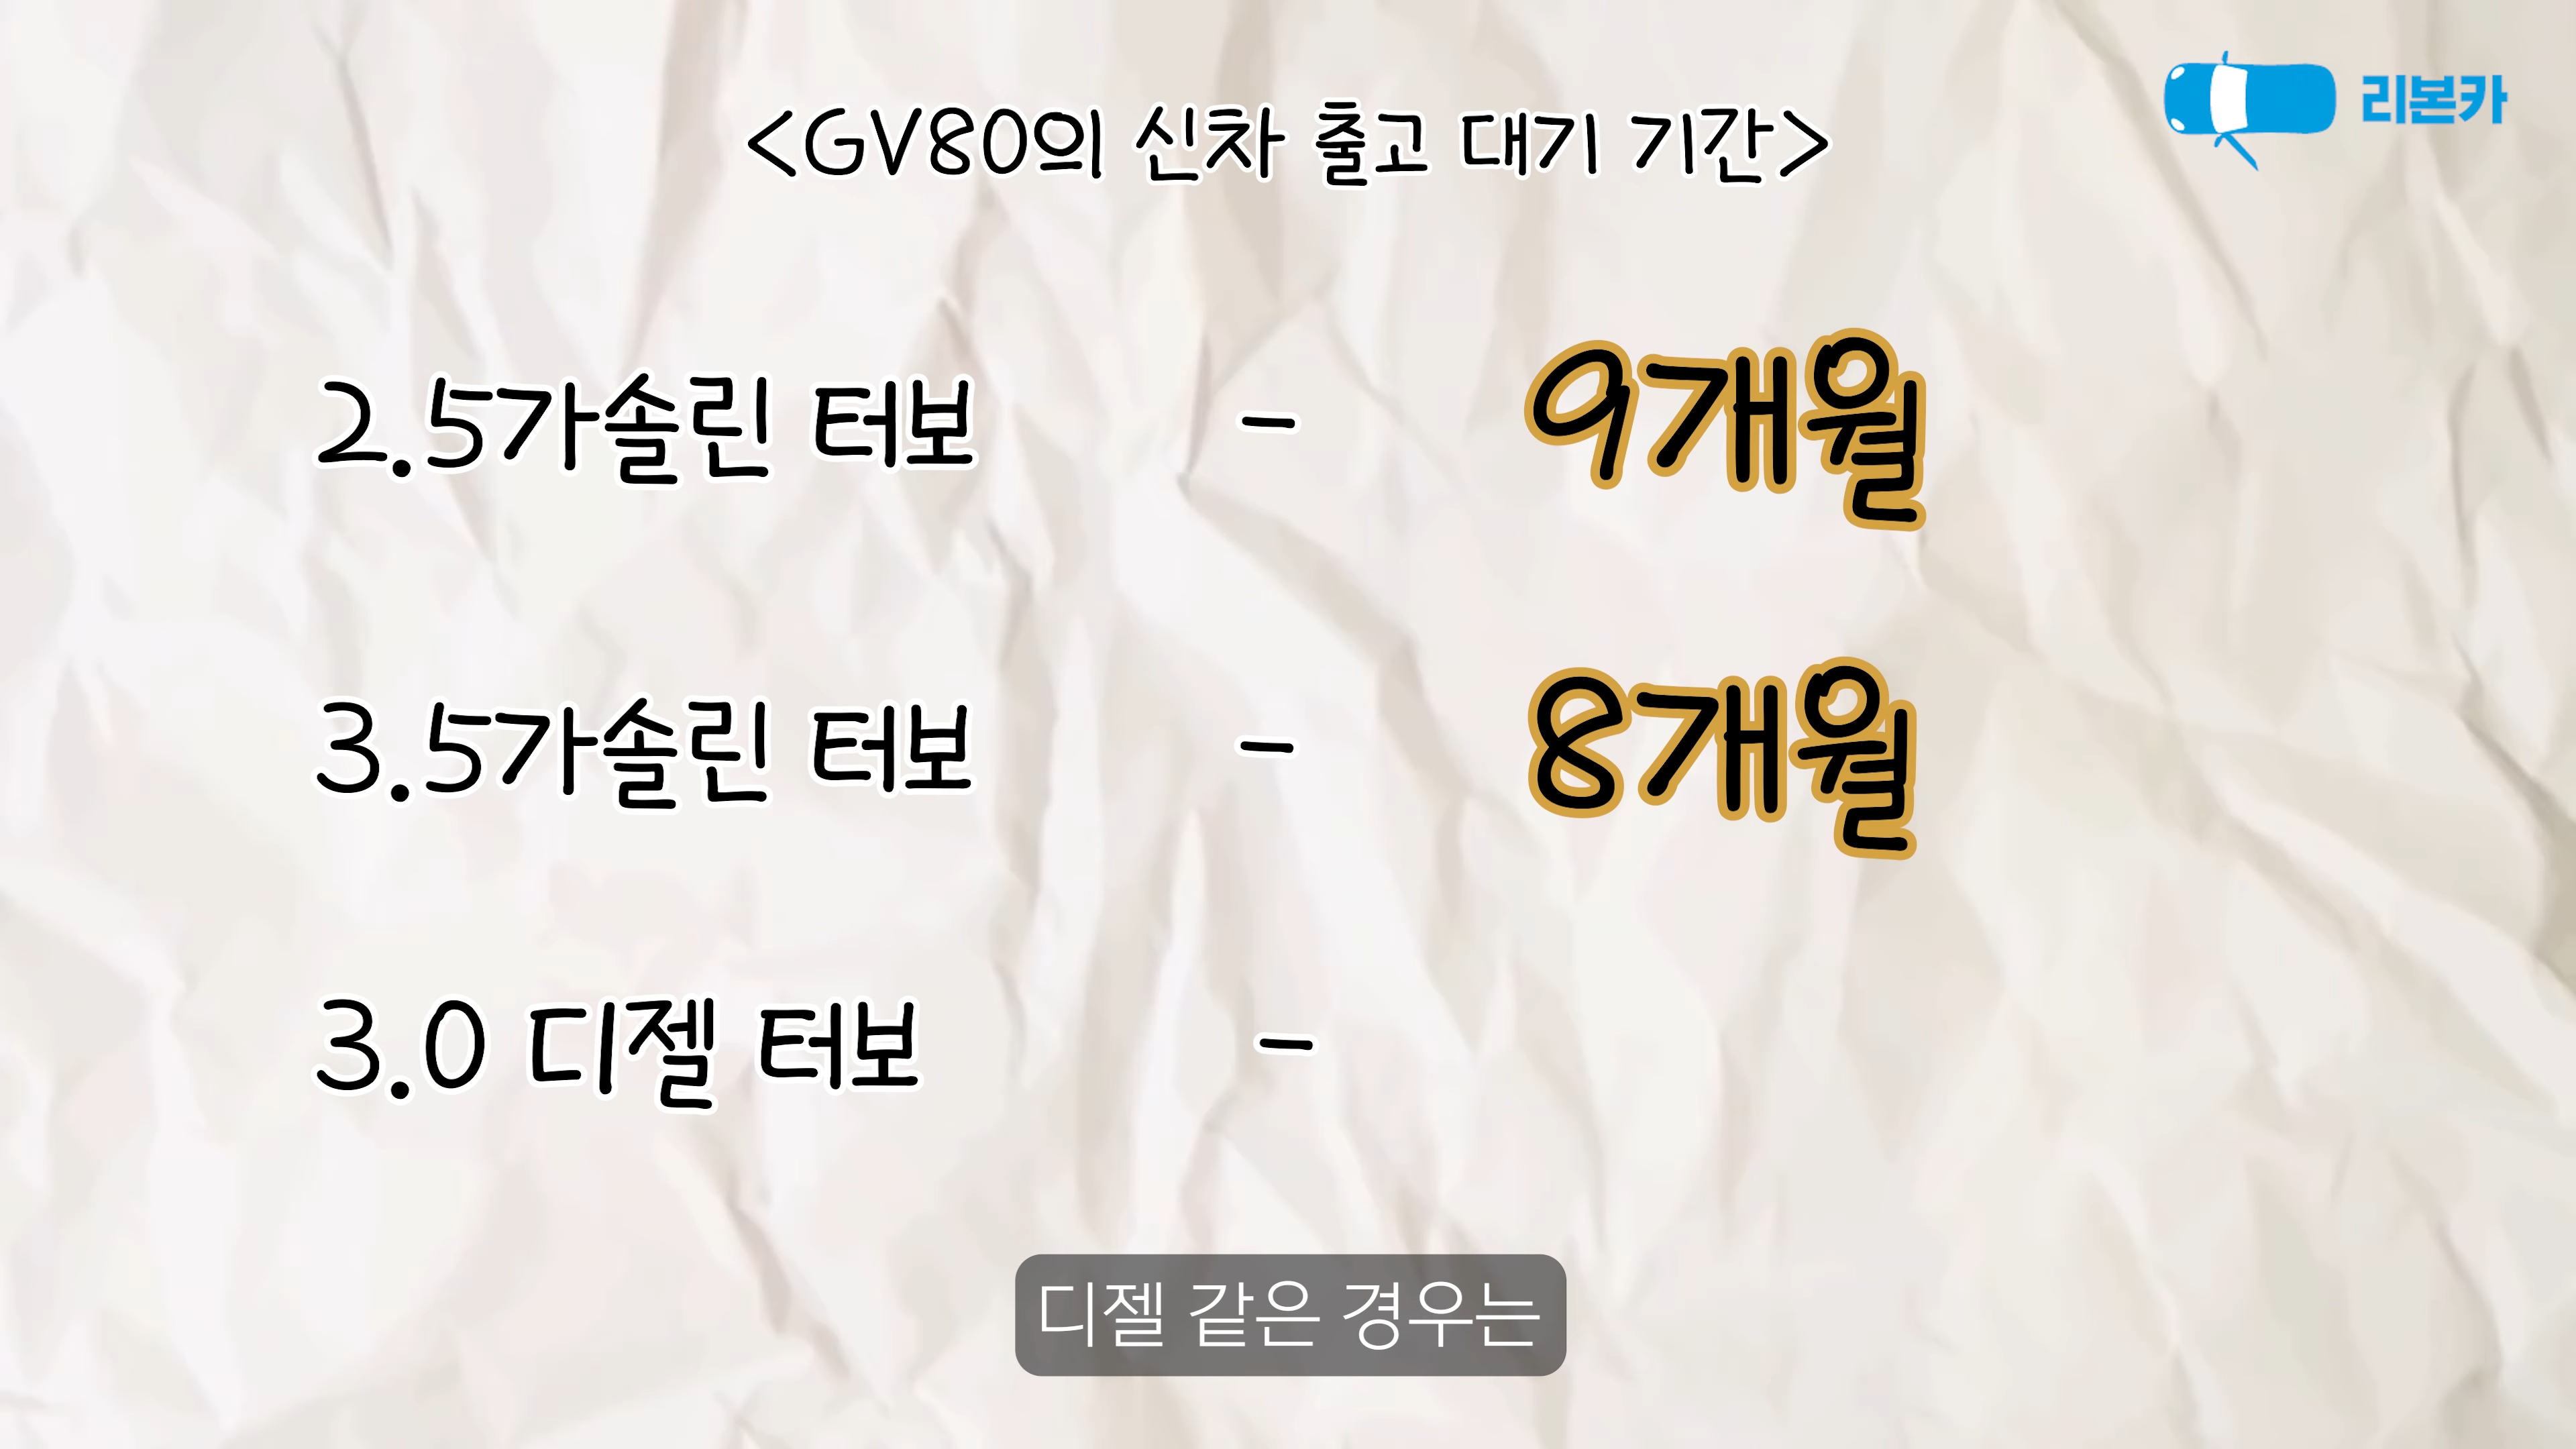 <GV80의 신차 출고 대기 기간>
리본카
2.5가솔린 터보 - 9개월
3.5가솔린 터보 - 8개월
3.0 디젤 터보 -
디젤 같은 경우는